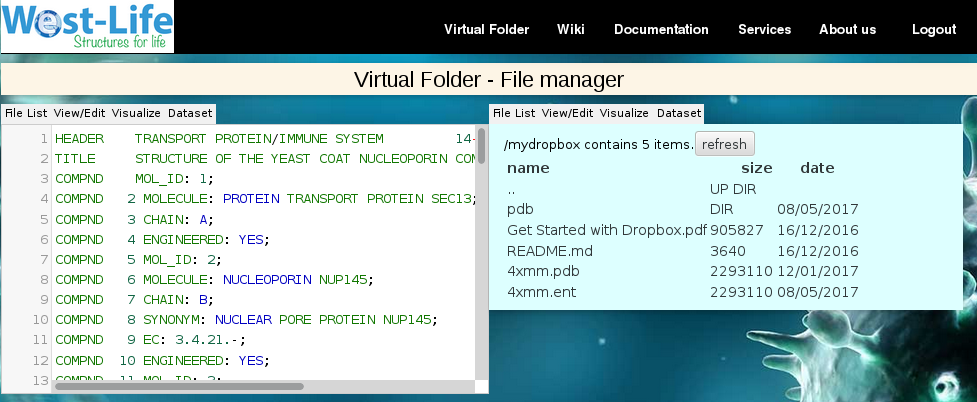 West-Life
Structures for life
Virtual Folder Wiki Documentation Services About us Logout
Virtual Folder - File manager
File List View/Edit Visualize Dataset
1 HEADER TRANSPORT PROTEIN/IMMUNE SYSTEM 14-
2 TITLE STRUCTURE OF THE YEAST COAT NUCLEOPORIN COM
3 COMPND MOL_ID: 1;
4 COMPND 2 MOLECULE: PROTEIN TRANSPORT PROTEIN SEC13;
5 COMPND 3 CHAIN: A;
6 COMPND 4 ENGINEERED: YES;
7 COMPND 5 MOL_ID: 2;
8 COMPND 6 MOLECULE: NUCLEOPORIN NUP145;
9 COMPND 7 CHAIN: B;
10 COMPND 8 SYNONYM: NUCLEAR PORE PROTEIN NUP145;
11 COMPND 9 EC: 3.4.21.-;
12 COMPND 10 ENGINEERED: YES;
13 COMPND 11 MOL_ID: 3;
File List View/Edit Visualize Dataset
/mydropbox contains 5 items. refresh
name size date
.. UP DIR
pdb DIR 08/05/2017
Get Started with Dropbox.pdf 905827 16/12/2016
README.md 3640 16/12/2016
4xmm.pdb 2293110 12/01/2017
4xmm.ent 2293110 08/05/2017